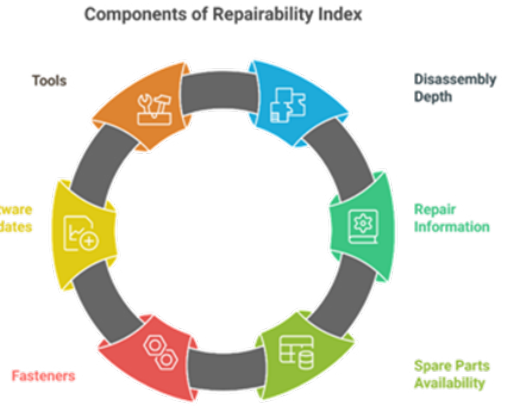 Components of Repairability Index
Tools
Disassembly
Depth
Repair
Information
Spare Parts
Availability
Fasteners